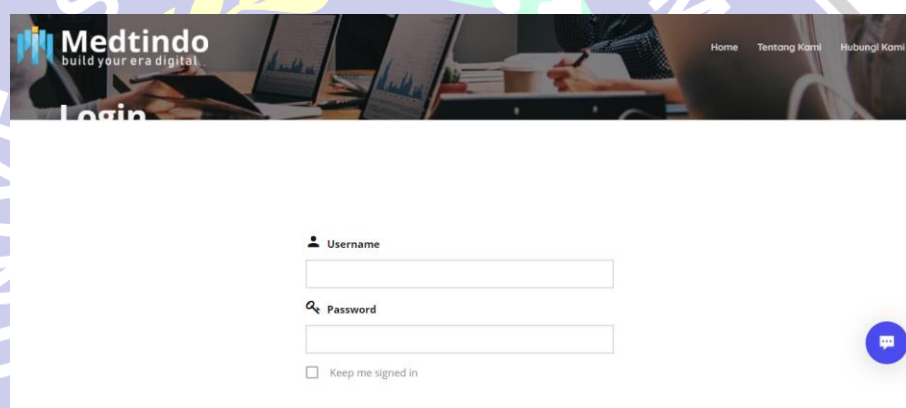 Medtindo
build your era digital..
Home Tentang Kami Hubungi Kami
Login
Username
Password
Keep me signed in